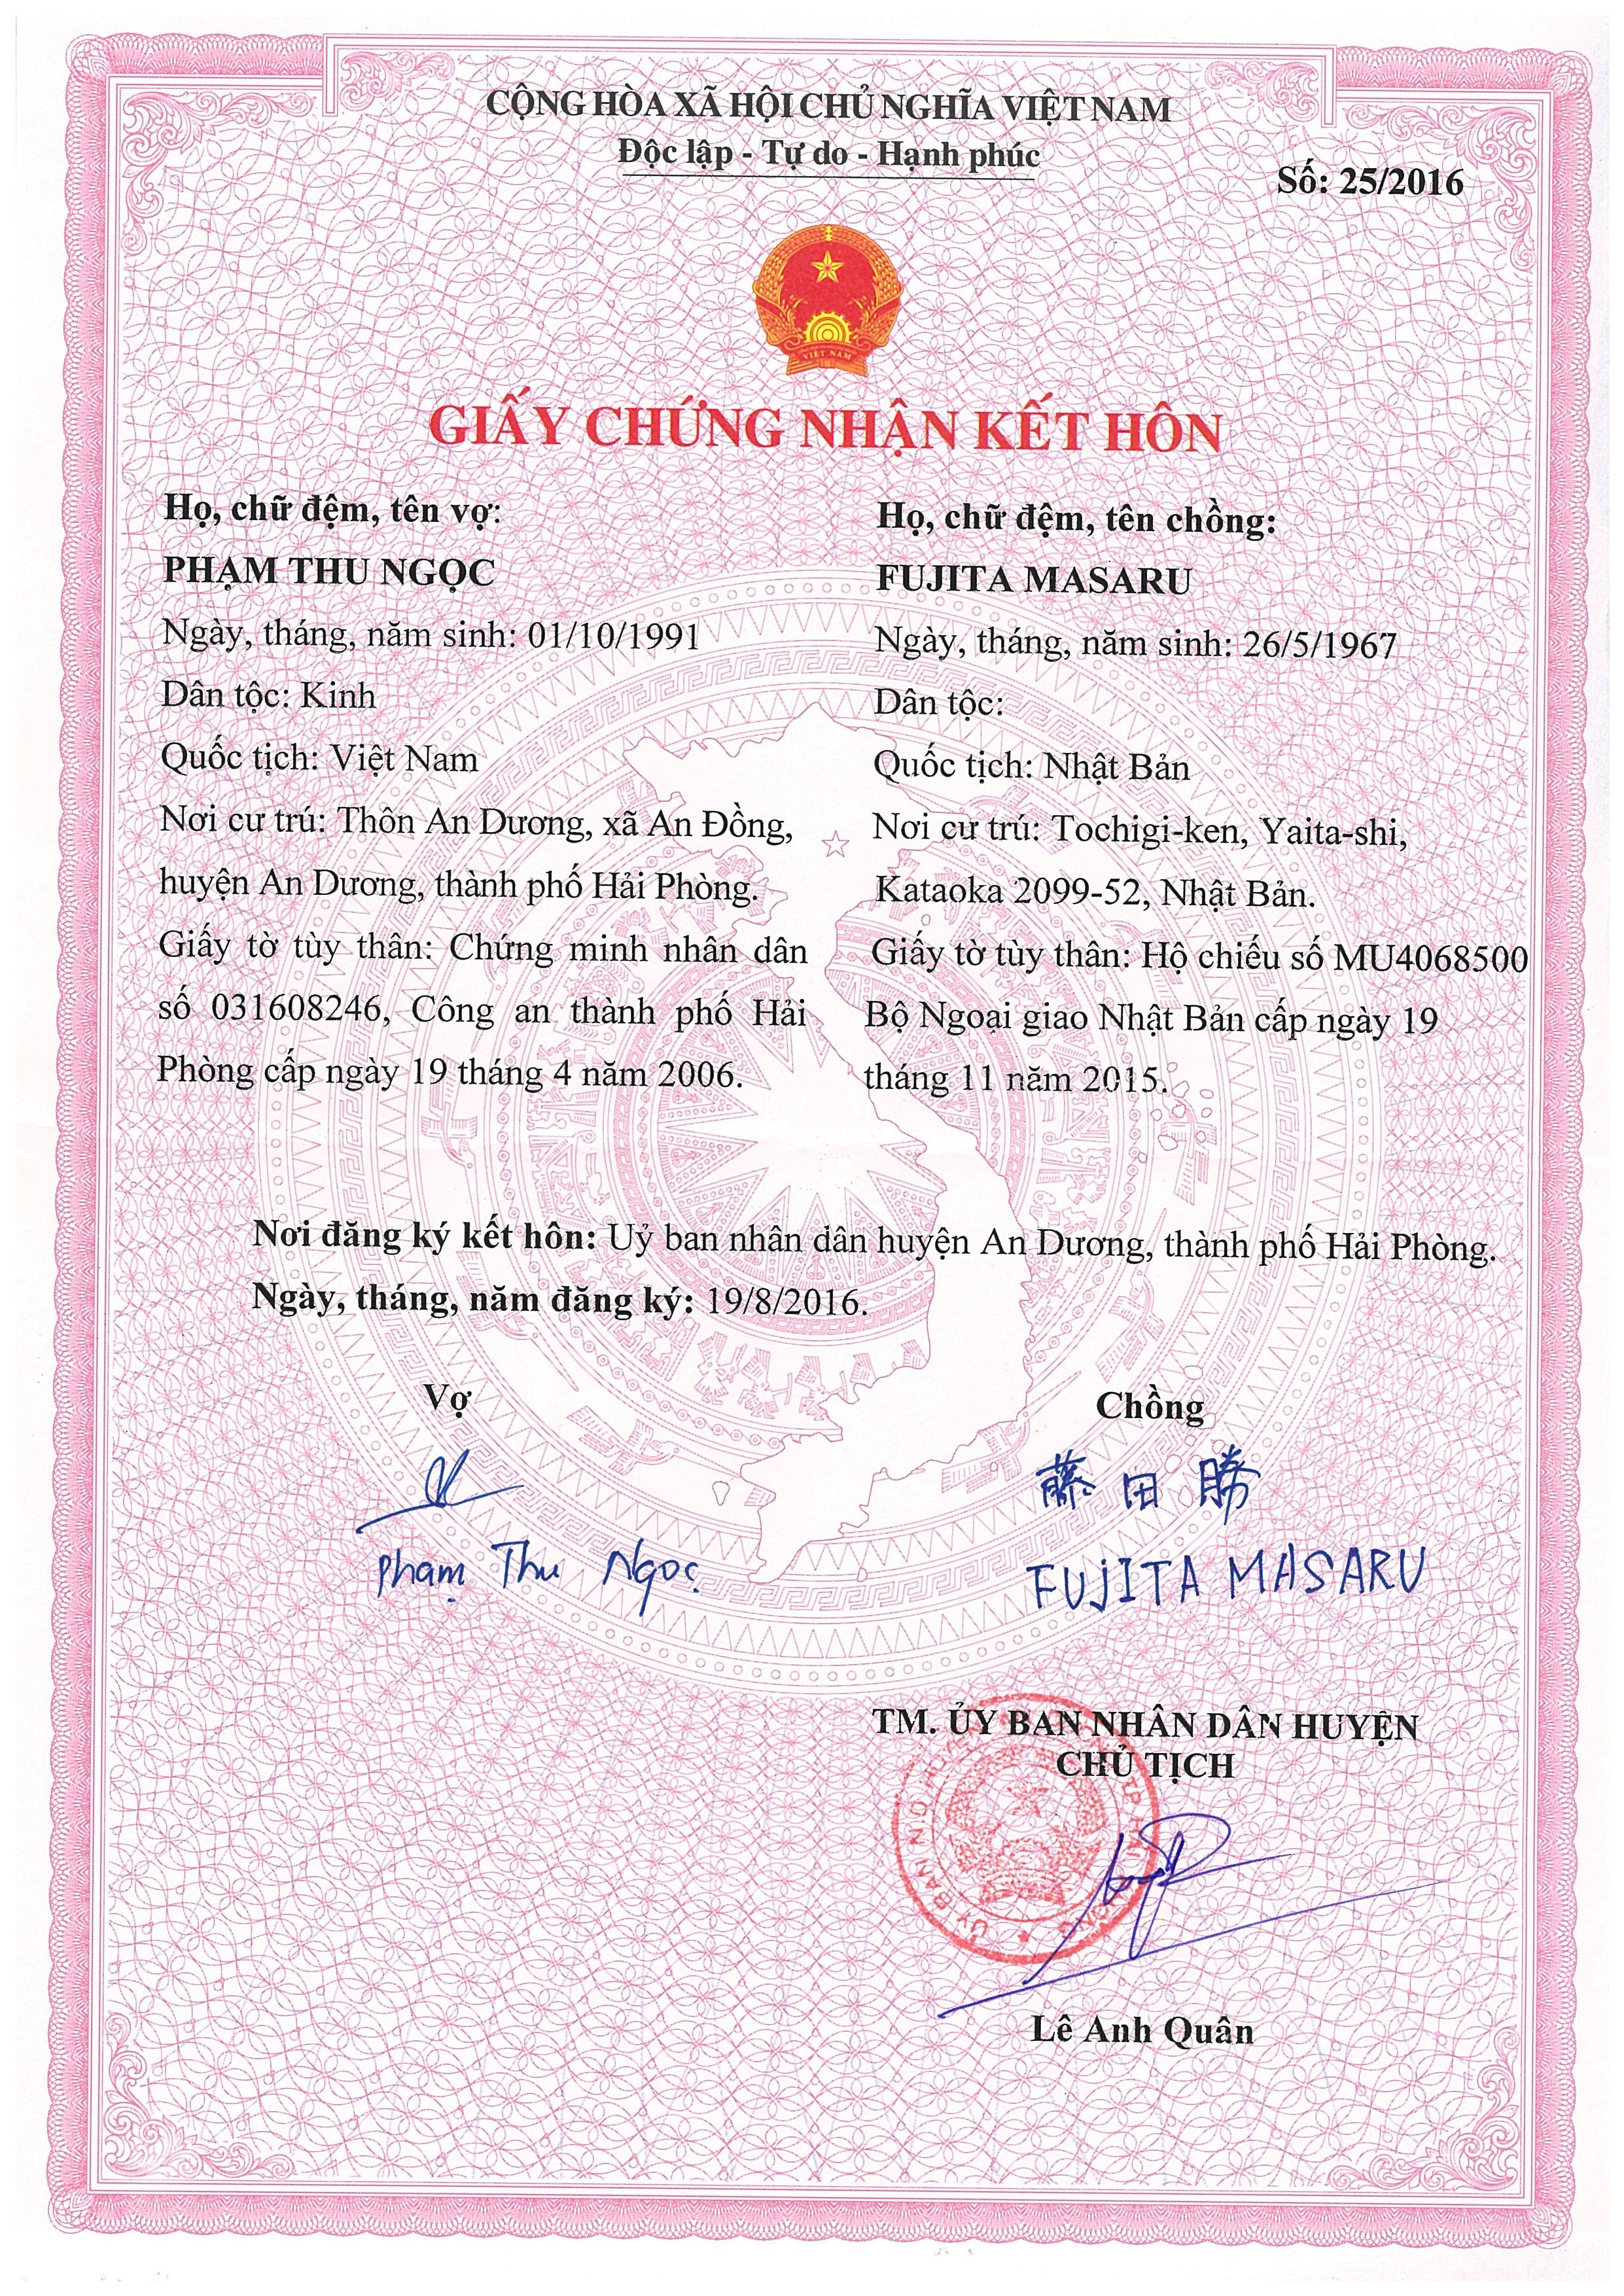 CỘNG HÒA XÃ HỘI CHỦ NGHĨA VIỆT NAM
Độc lập - Tự do - Hạnh phúc
Số: 25/2016
VIỆT NAM
GIẤY CHỨNG NHẬN KẾT HÔN
Họ, chữ đệm, tên vợ:
PHẠM THU NGỌC
Ngày, tháng, năm sinh: 01/10/1991
Dân tộc: Kinh
Quốc tịch: Việt Nam
Nơi cư trú: Thôn An Dương, xã An Đồng,
huyện An Dương, thành phố Hải Phòng.
Giấy tờ tùy thân: Chứng minh nhân dân
số 031608246, Công an thành phố Hải
Phòng cấp ngày 19 tháng 4 năm 2006.
Họ, chữ đệm, tên chồng:
FUJITA MASARU
Ngày, tháng, năm sinh: 26/5/1967
Dân tộc:
Quốc tịch: Nhật Bản
Nơi cư trú: Tochigi-ken, Yaita-shi,
Kataoka 2099-52, Nhật Bản.
Giấy tờ tùy thân: Hộ chiếu số MU4068500
Bộ Ngoại giao Nhật Bản cấp ngày 19
tháng 11 năm 2015.
Nơi đăng ký kết hôn: Uỷ ban nhân dân huyện An Dương, thành phố Hải Phòng.
Ngày, tháng, năm đăng ký: 19/8/2016.
Vợ
Phạm Thu Ngọc
Chồng
藤田勝
FUJITA MASARU
TM. ỦY BAN NHÂN DÂN HUYỆN
CHỦ TỊCH
ỦY BAN N.D
Lê Anh Quân